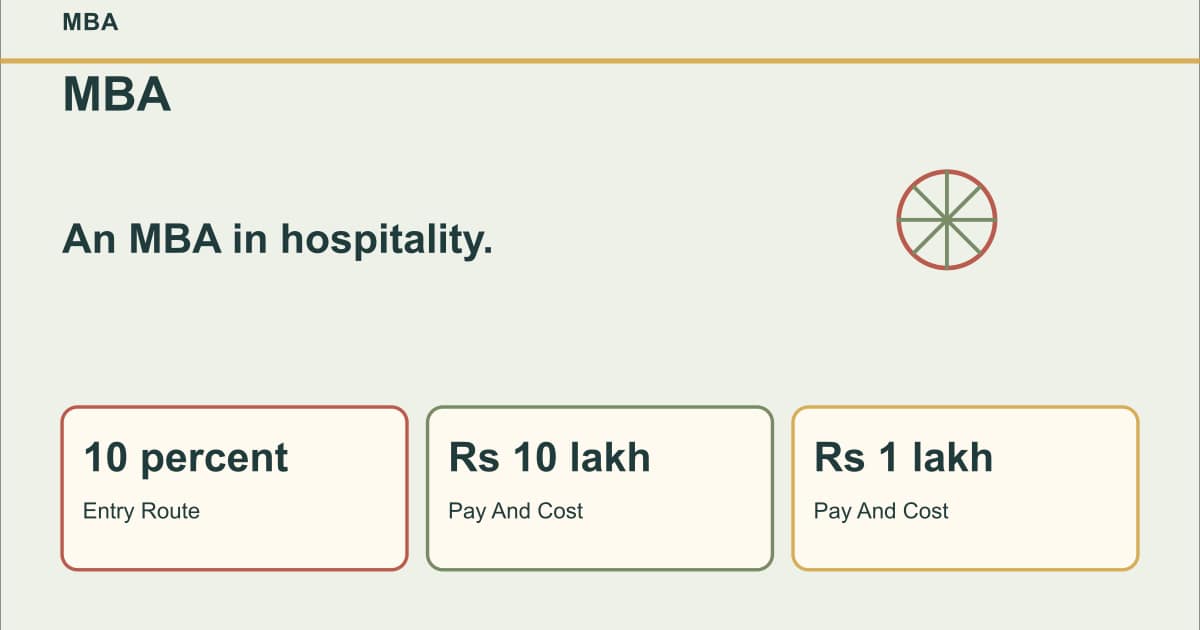 MBA
MBA
An MBA in hospitality.
10 percent
Entry Route
Rs 10 lakh
Pay And Cost
Rs 1 lakh
Pay And Cost